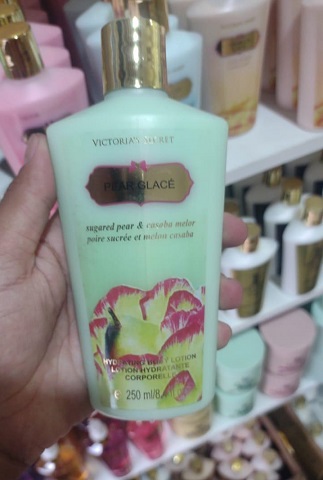 VICTORIA'S SECRET
PEAR GLACÉ
sugared pear & casaba melon
poire sucrée et melon casaba
HYDRATING BODY LOTION
LOTION HYDRATANTE
CORPORELLE
e 250 ml/8.